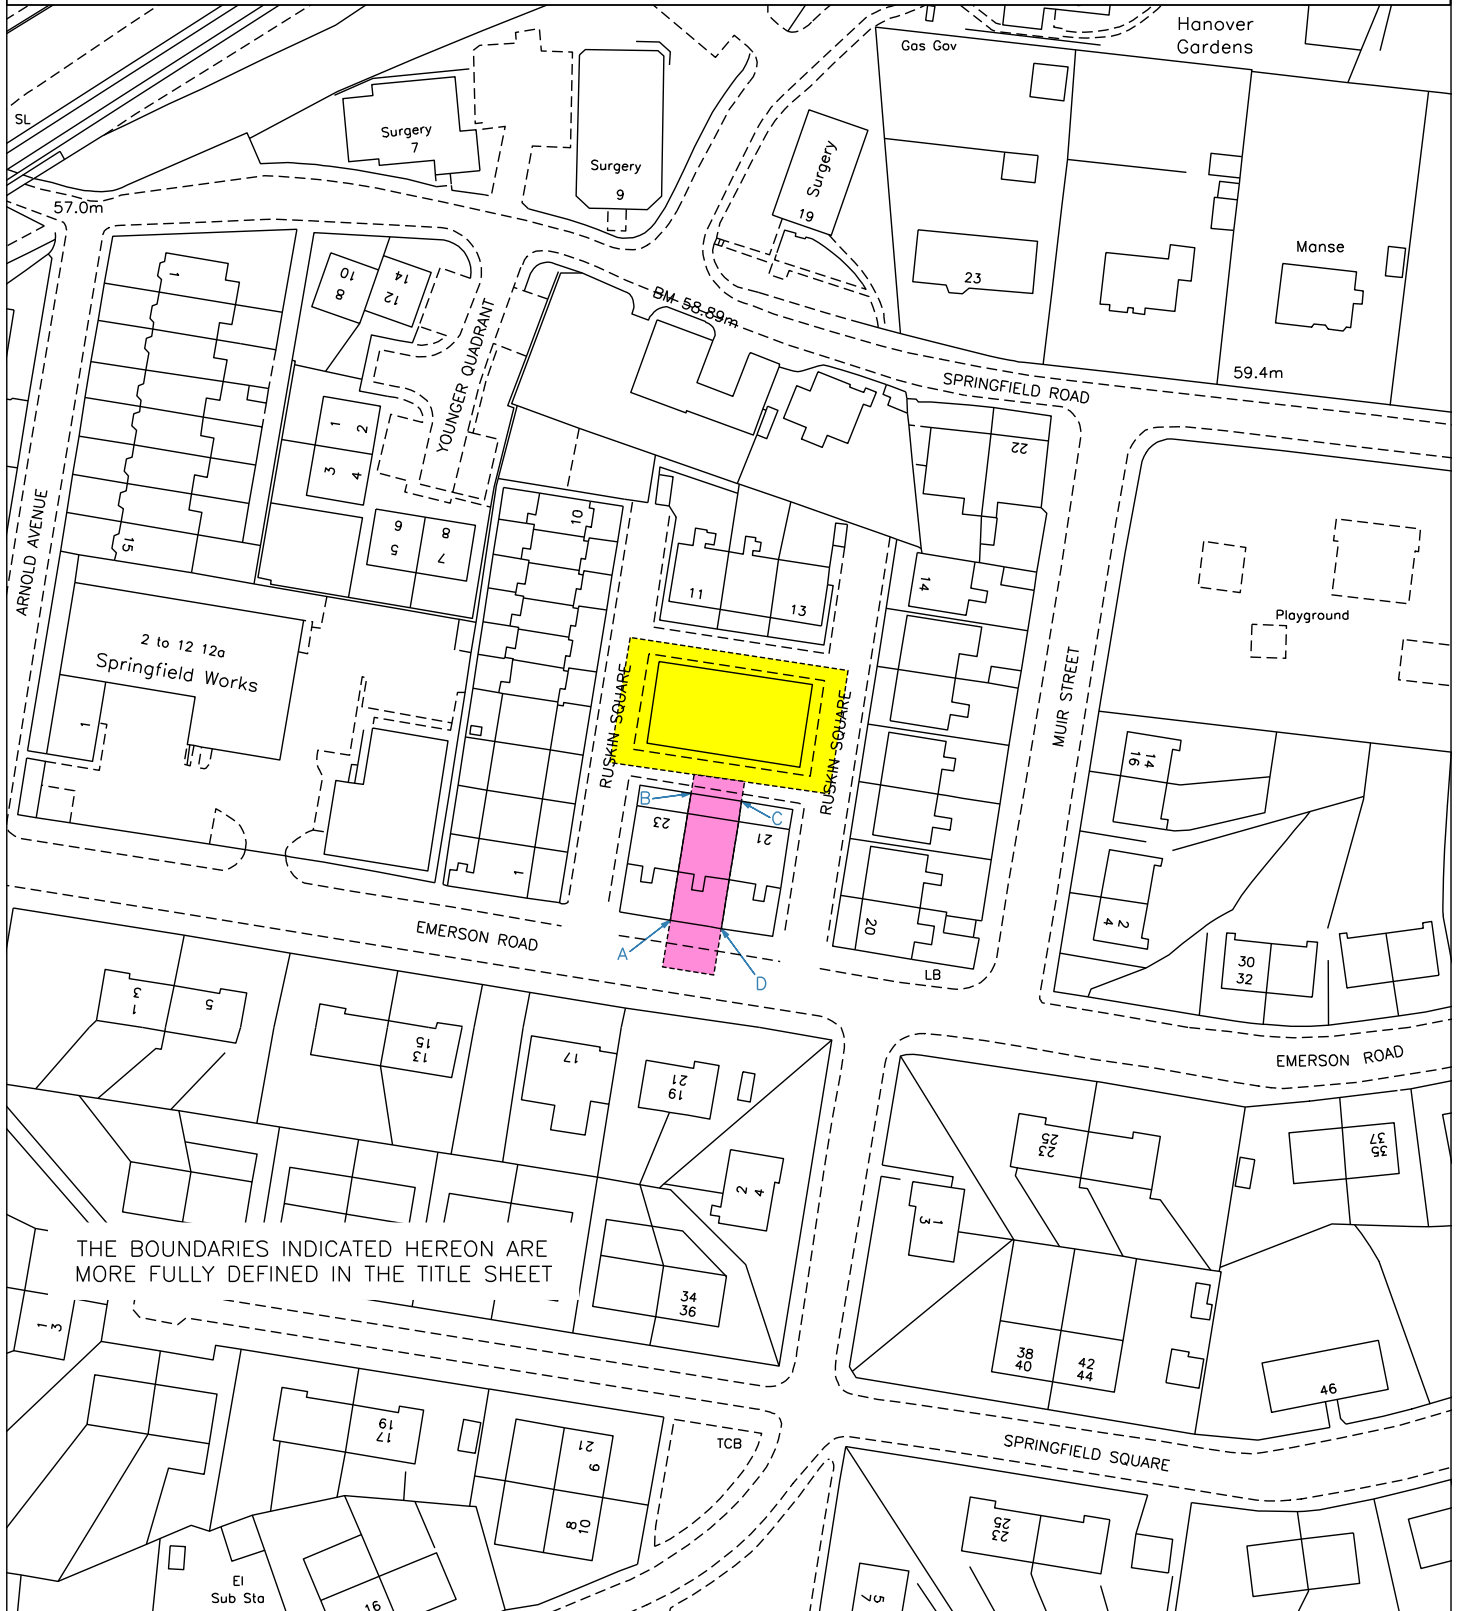 Hanover
Gardens
Gas Gov
SL
Surgery
7
Surgery
9
Surgery
19
57.0m
Manse
23
1
10
8
14
12
BM 58.89m
YOUNGER QUADRANT
SPRINGFIELD ROAD
59.4m
1
2
3
4
22
ARNOLD AVENUE
15
6
5
8
7
10
11
13
14
Playground
2 to 12 12a
Springfield Works
1
RUSKIN SQUARE
RUSKIN SQUARE
MUIR STREET
14
16
B
C
23
21
1
20
2
4
EMERSON ROAD
A
D
LB
30
32
3
1
5
15
13
17
21
19
EMERSON ROAD
25
23
37
35
2
4
1
3
THE BOUNDARIES INDICATED HEREON ARE
MORE FULLY DEFINED IN THE TITLE SHEET
34
36
1
3
38
40
42
44
46
19
17
21
9
TCB
SPRINGFIELD SQUARE
8
10
25
23
El
Sub Sta
16
5
7